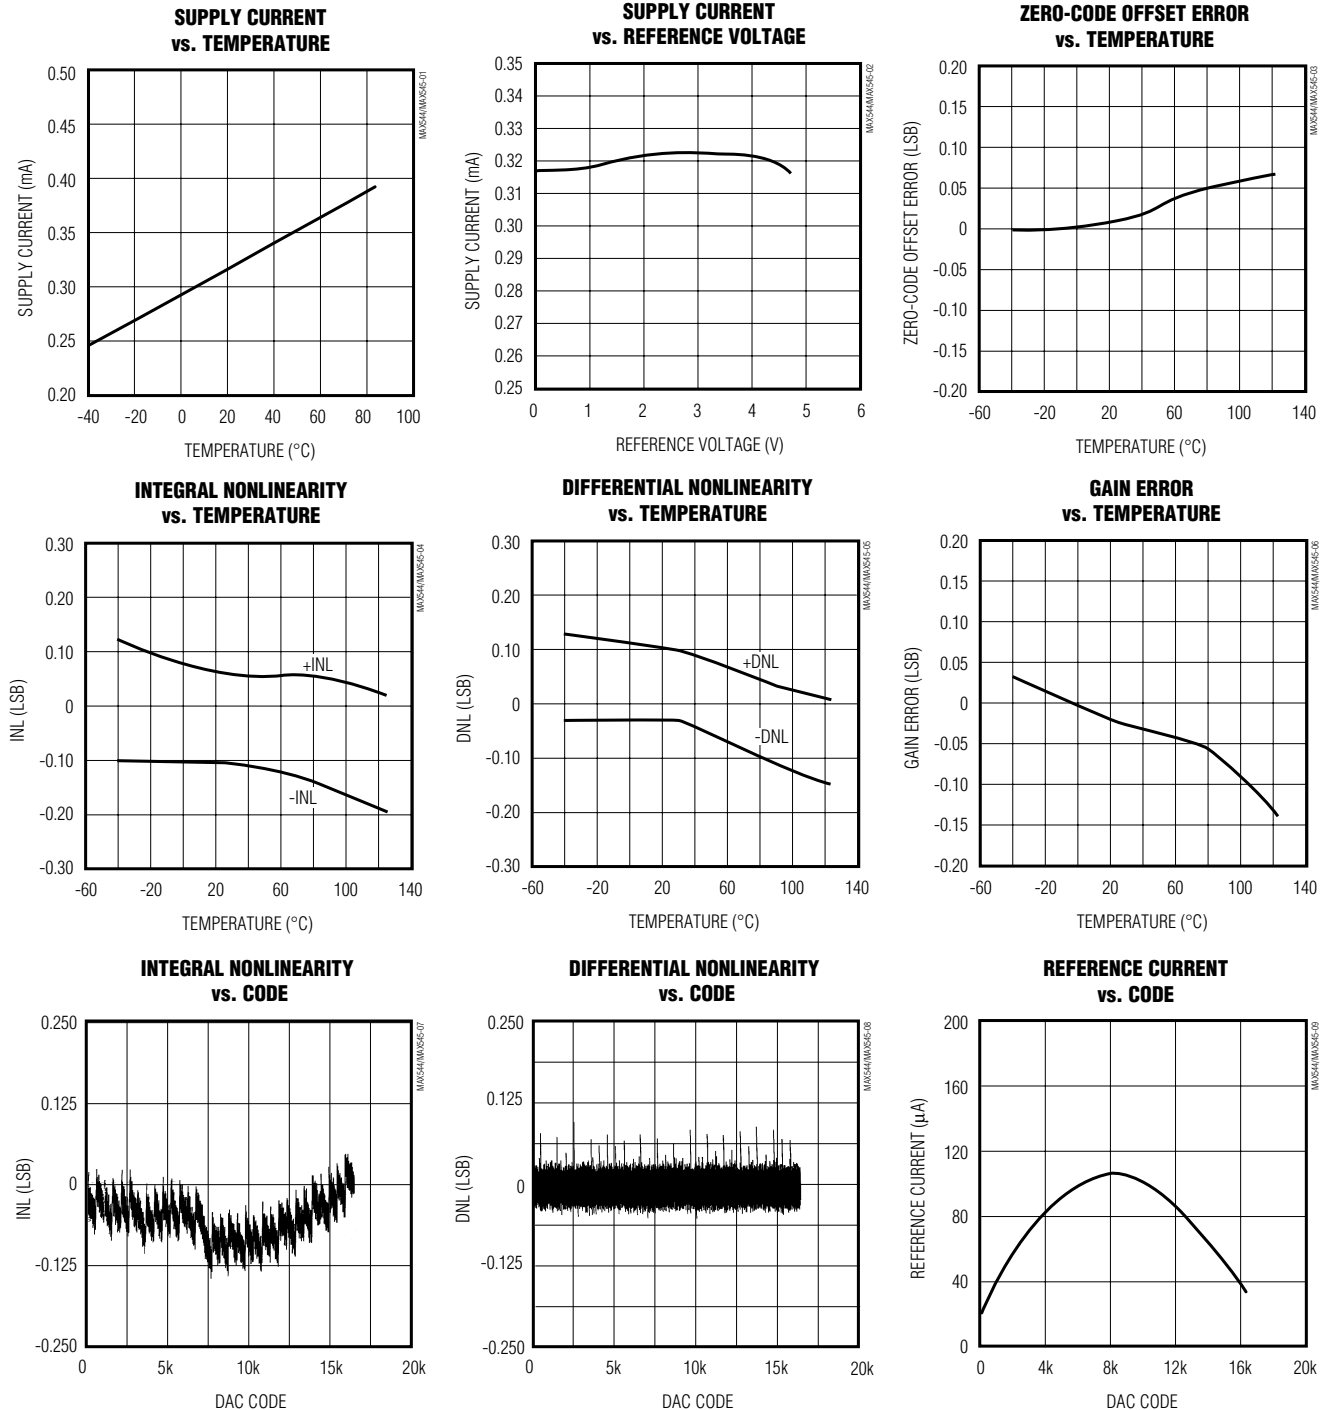 SUPPLY CURRENT
vs. TEMPERATURE
0.50
0.45
0.40
0.35
0.30
0.25
0.20
SUPPLY CURRENT (mA)
-40 -20 0 20 40 60 80 100
TEMPERATURE (°C)
MAX544/MAX545-01
SUPPLY CURRENT
vs. REFERENCE VOLTAGE
0.35
0.34
0.33
0.32
0.31
0.30
0.29
0.28
0.27
0.26
0.25
SUPPLY CURRENT (mA)
0 1 2 3 4 5 6
REFERENCE VOLTAGE (V)
MAX544/MAX545-02
ZERO-CODE OFFSET ERROR
vs. TEMPERATURE
0.20
0.15
0.10
0.05
0
-0.05
-0.10
-0.15
-0.20
ZERO-CODE OFFSET ERROR (LSB)
-60 -20 20 60 100 140
TEMPERATURE (°C)
MAX544/MAX545-03
INTEGRAL NONLINEARITY
vs. TEMPERATURE
0.30
0.20
0.10
0
-0.10
-0.20
-0.30
INL (LSB)
+INL
-INL
-60 -20 20 60 100 140
TEMPERATURE (°C)
MAX544/MAX545-04
DIFFERENTIAL NONLINEARITY
vs. TEMPERATURE
0.30
0.20
0.10
0
-0.10
-0.20
-0.30
DNL (LSB)
+DNL
-DNL
-60 -20 20 60 100 140
TEMPERATURE (°C)
MAX544/MAX545-05
GAIN ERROR
vs. TEMPERATURE
0.20
0.15
0.10
0.05
0
-0.05
-0.10
-0.15
-0.20
GAIN ERROR (LSB)
-60 -20 20 60 100 140
TEMPERATURE (°C)
MAX544/MAX545-06
INTEGRAL NONLINEARITY
vs. CODE
0.250
0.125
0
-0.125
-0.250
INL (LSB)
0 5k 10k 15k 20k
DAC CODE
MAX544/MAX545-07
DIFFERENTIAL NONLINEARITY
vs. CODE
0.250
0.125
0
-0.125
-0.250
DNL (LSB)
0 5k 10k 15k 20k
DAC CODE
MAX544/MAX545-08
REFERENCE CURRENT
vs. CODE
200
160
120
80
40
0
REFERENCE CURRENT (µA)
0 4k 8k 12k 16k 20k
DAC CODE
MAX544/MAX545-09